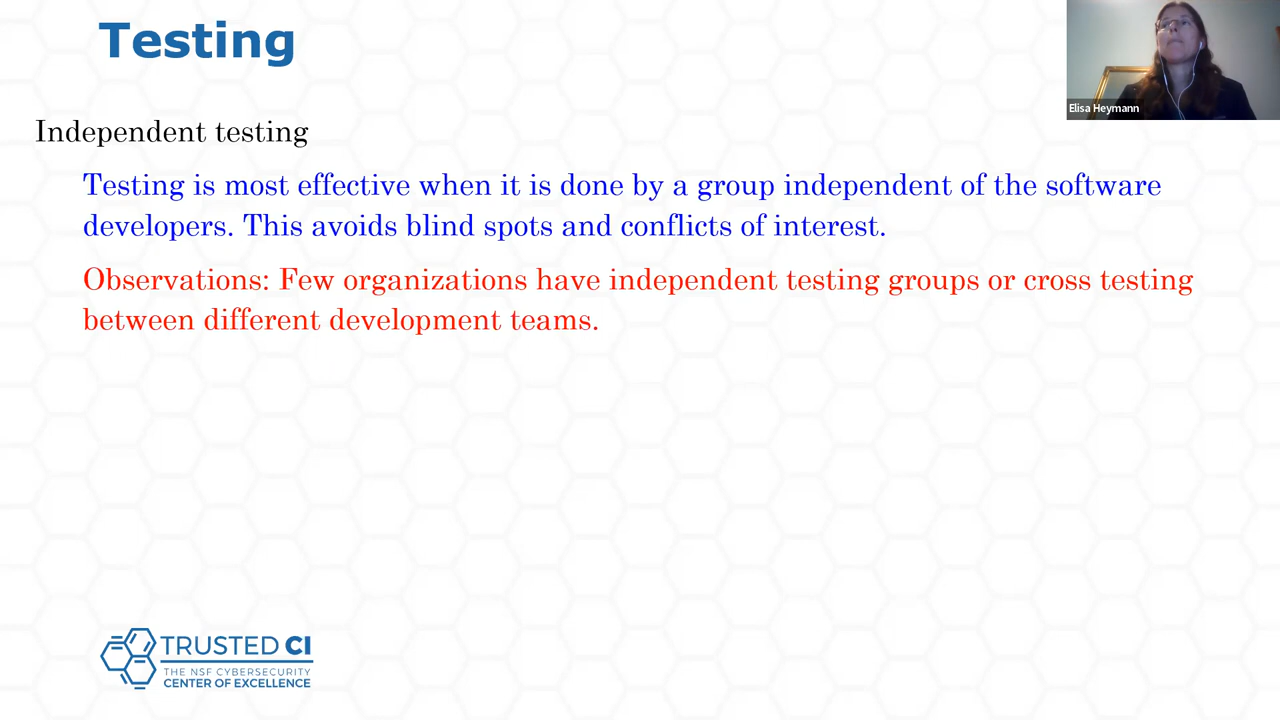 Testing
Elisa Heymann
Independent testing
Testing is most effective when it is done by a group independent of the software
developers. This avoids blind spots and conflicts of interest.
Observations: Few organizations have independent testing groups or cross testing
between different development teams.
TRUSTED CI
THE NSF CYBERSECURITY
CENTER OF EXCELLENCE